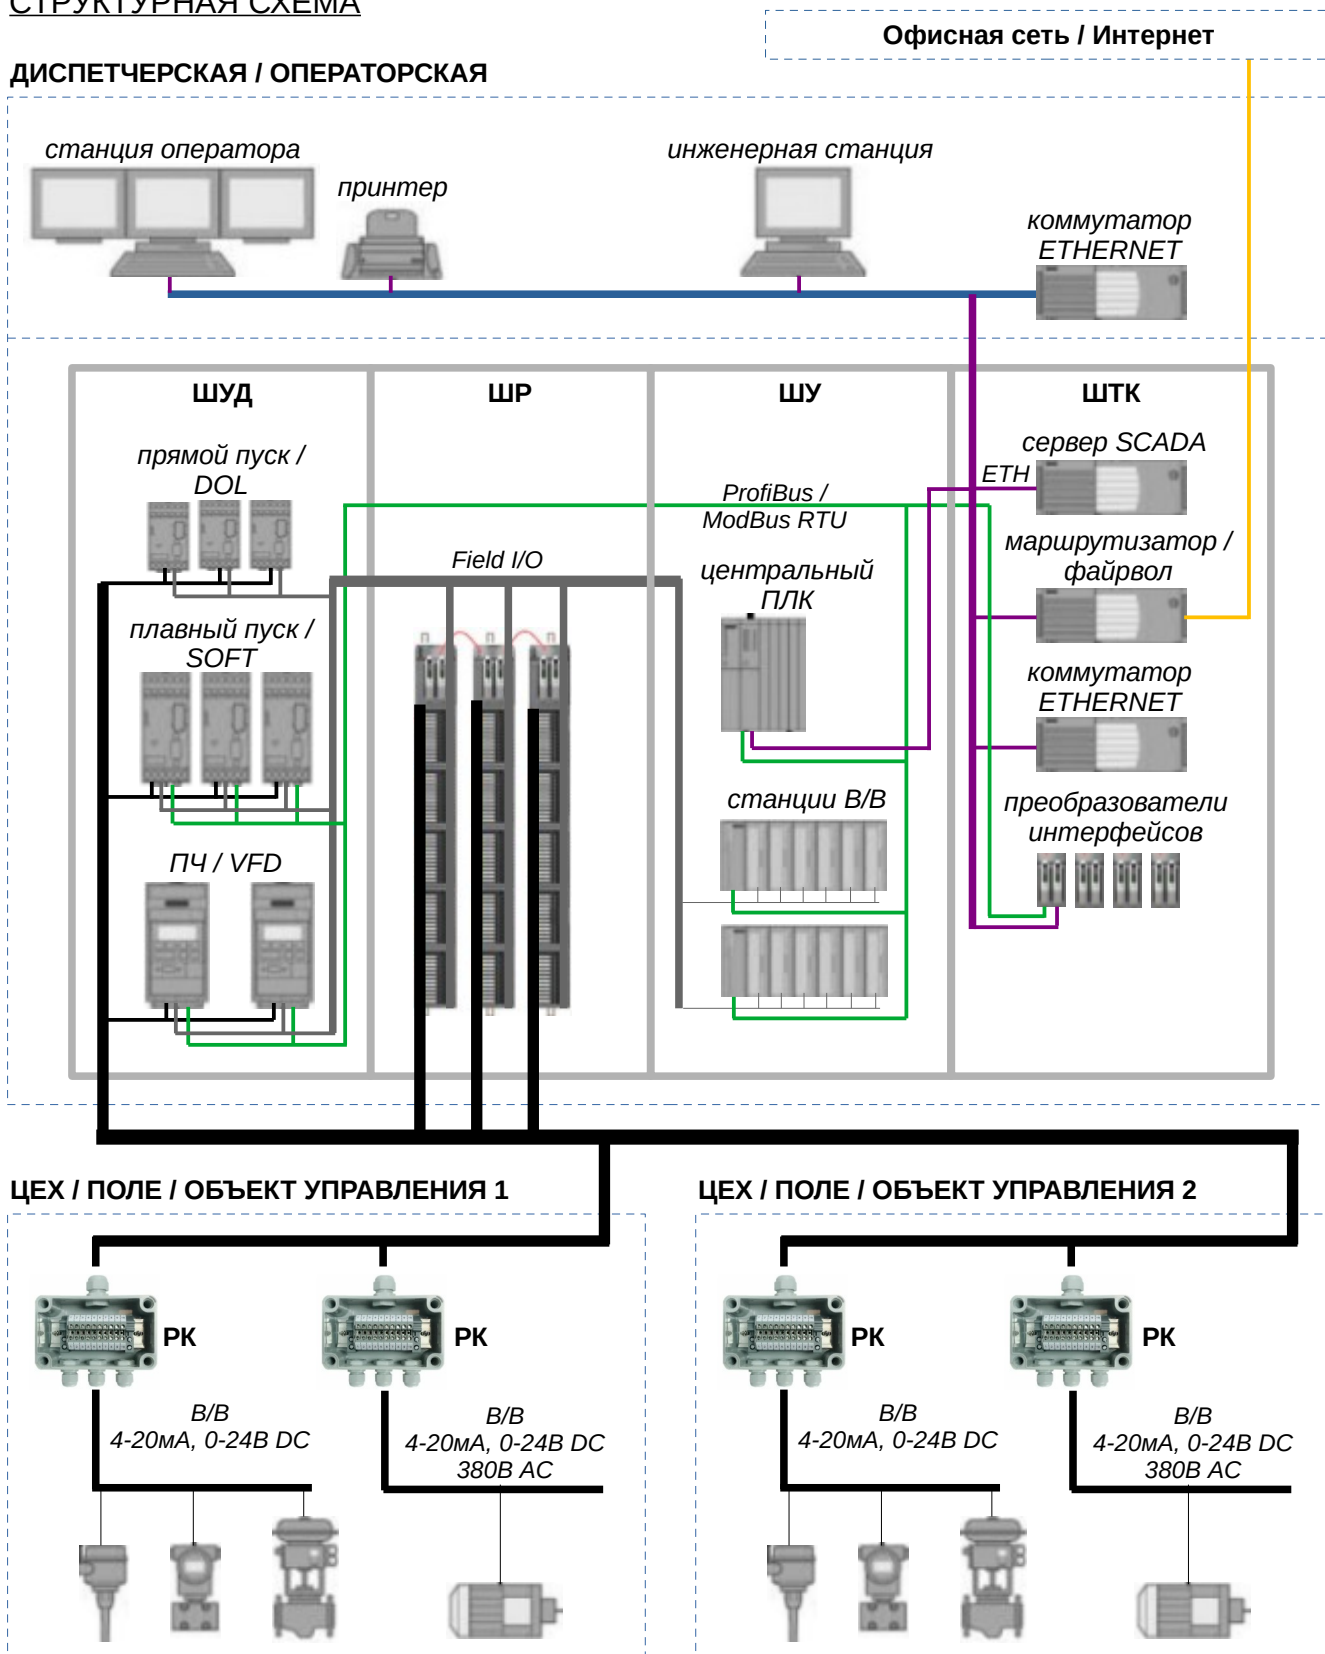 СТРУКТУРНАЯ СХЕМА
Офисная сеть / Интернет
ДИСПЕТЧЕРСКАЯ / ОПЕРАТОРСКАЯ
станция оператора
принтер
инженерная станция
коммутатор
ETHERNET
ШУД
ШР
ШУ
ШТК
прямой пуск /
DOL
плавный пуск /
SOFT
ПЧ / VFD
Field I/O
ProfiBus /
ModBus RTU
центральный
ПЛК
станции В/В
сервер SCADA
ETH
маршрутизатор /
файрвол
коммутатор
ETHERNET
преобразователи
интерфейсов
ЦЕХ / ПОЛЕ / ОБЪЕКТ УПРАВЛЕНИЯ 1
РК
РК
В/В
4-20мА, 0-24В DC
В/В
4-20мА, 0-24В DC
380В AC
ЦЕХ / ПОЛЕ / ОБЪЕКТ УПРАВЛЕНИЯ 2
РК
РК
В/В
4-20мА, 0-24В DC
В/В
4-20мА, 0-24В DC
380В AC